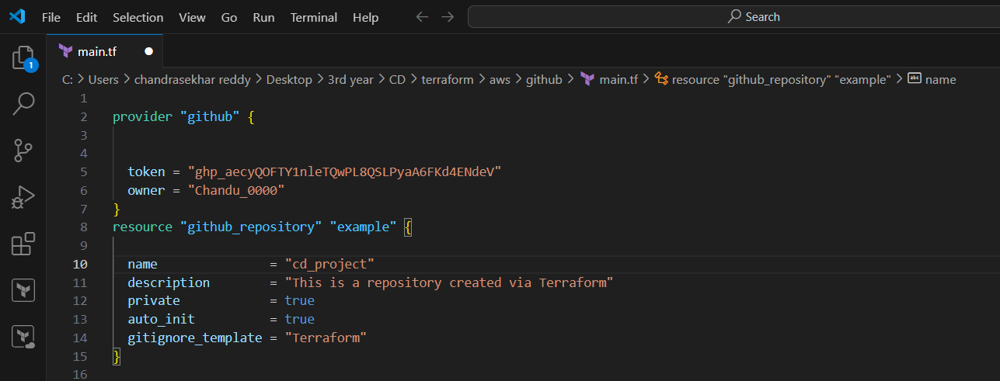 File Edit Selection View Go Run Terminal Help Search
main.tf
1
C: > Users > chandrasekhar reddy > Desktop > 3rd year > CD > terraform > aws > github > main.tf > resource "github_repository" "example" > abc name
1
2 provider "github" {
3
4
5 token = "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"
6 owner = "Chandu_0000"
7 }
8 resource "github_repository" "example" {
9
10 name = "cd_project"
11 description = "This is a repository created via Terraform"
12 private = true
13 auto_init = true
14 gitignore_template = "Terraform"
15 }
16